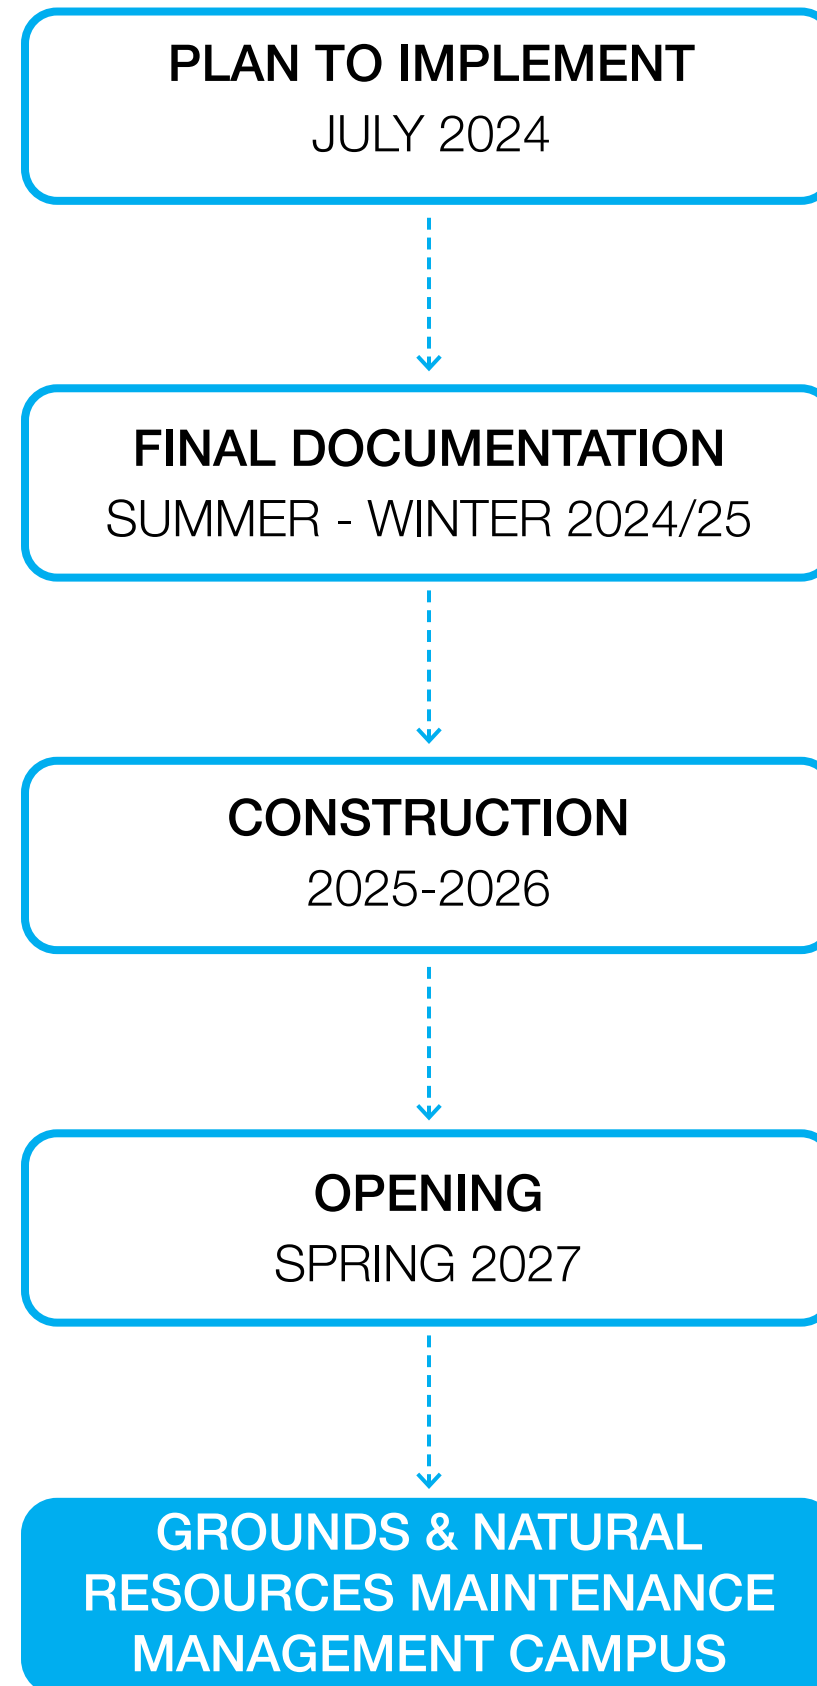 PLAN TO IMPLEMENT
JULY 2024
FINAL DOCUMENTATION
SUMMER - WINTER 2024/25
CONSTRUCTION
2025-2026
OPENING
SPRING 2027
GROUNDS & NATURAL
RESOURCES MAINTENANCE
MANAGEMENT CAMPUS